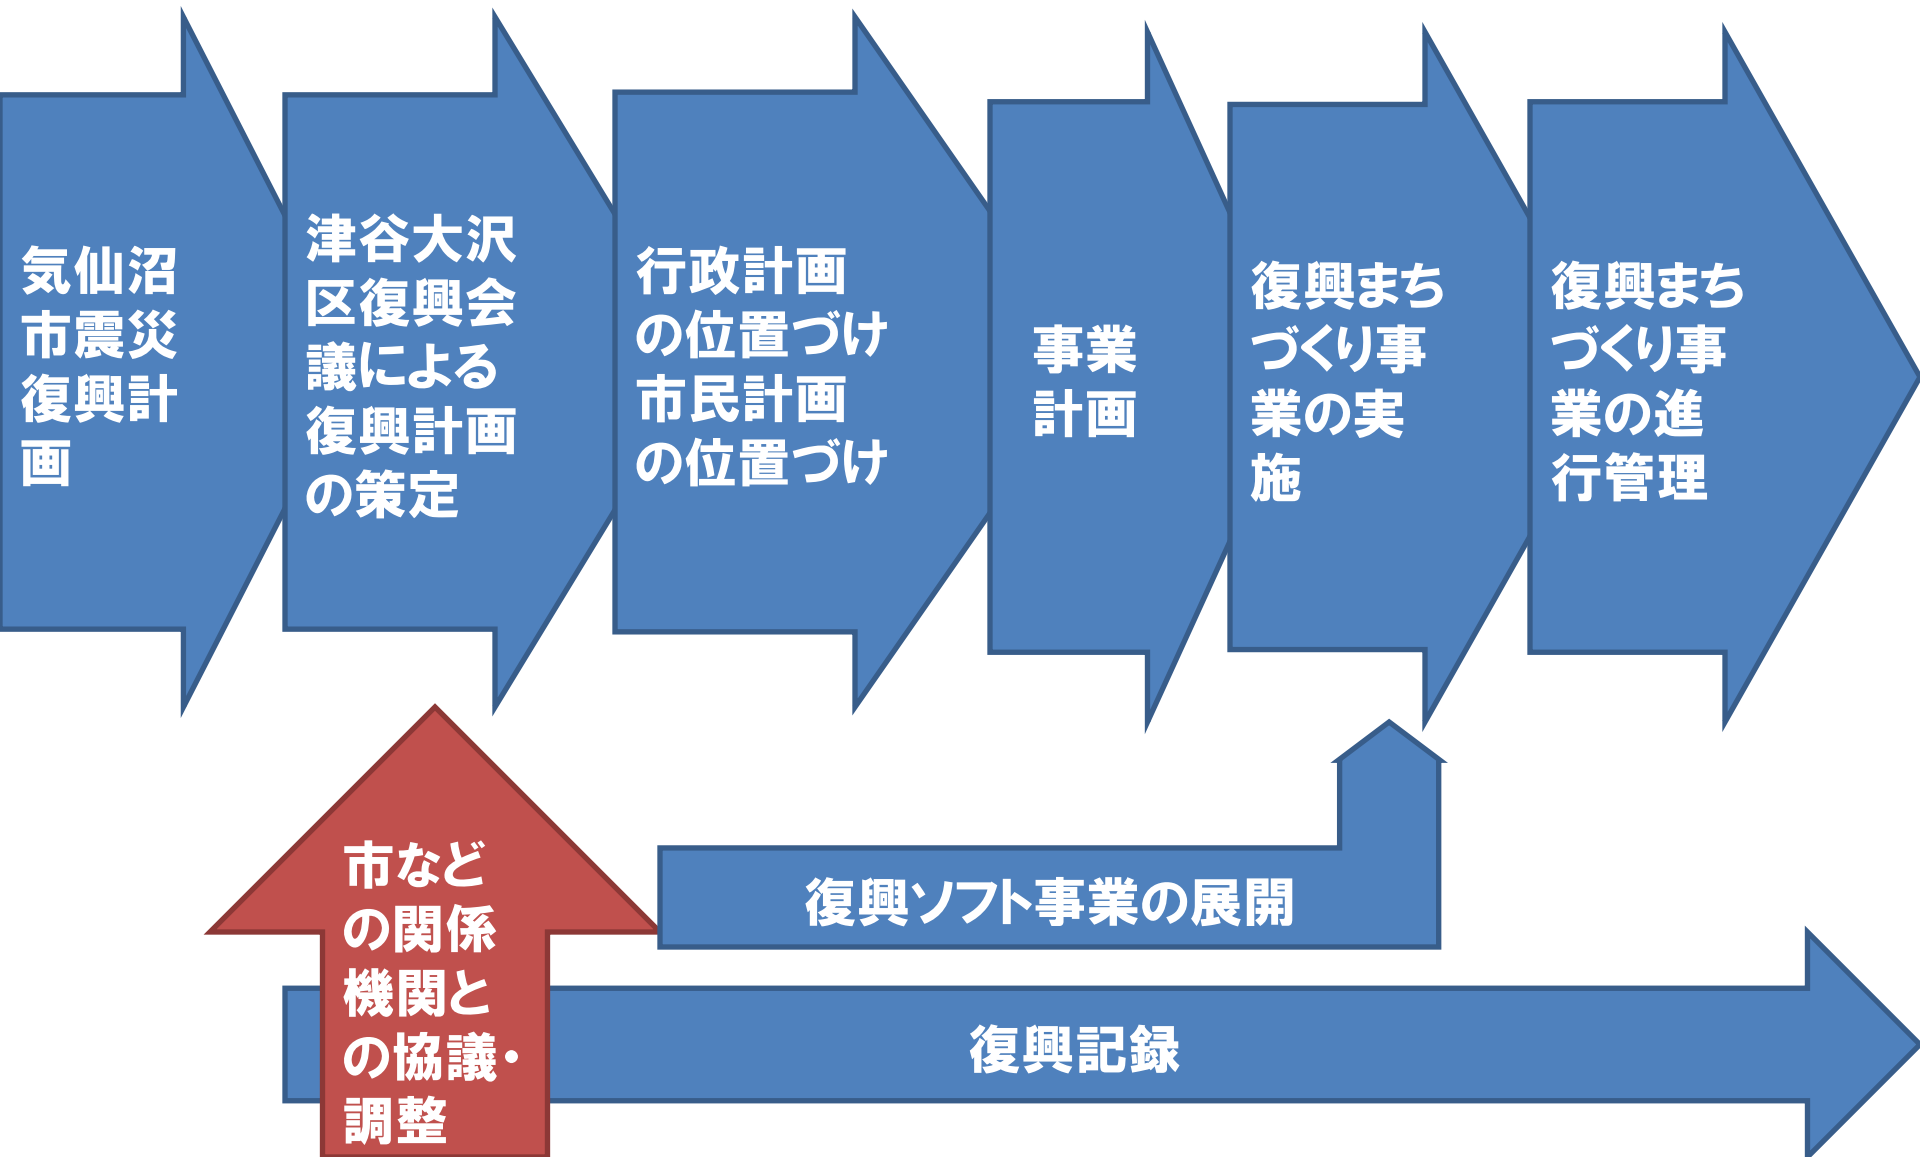 気仙沼
市震災
復興計
画
津谷大沢
区復興会
議による
復興計画
の策定
行政計画
の位置づけ
市民計画
の位置づけ
事業
計画
復興まち
づくり事
業の実
施
復興まち
づくり事
業の進
行管理
市など
の関係
機関と
の協議・
調整
復興ソフト事業の展開
復興記録